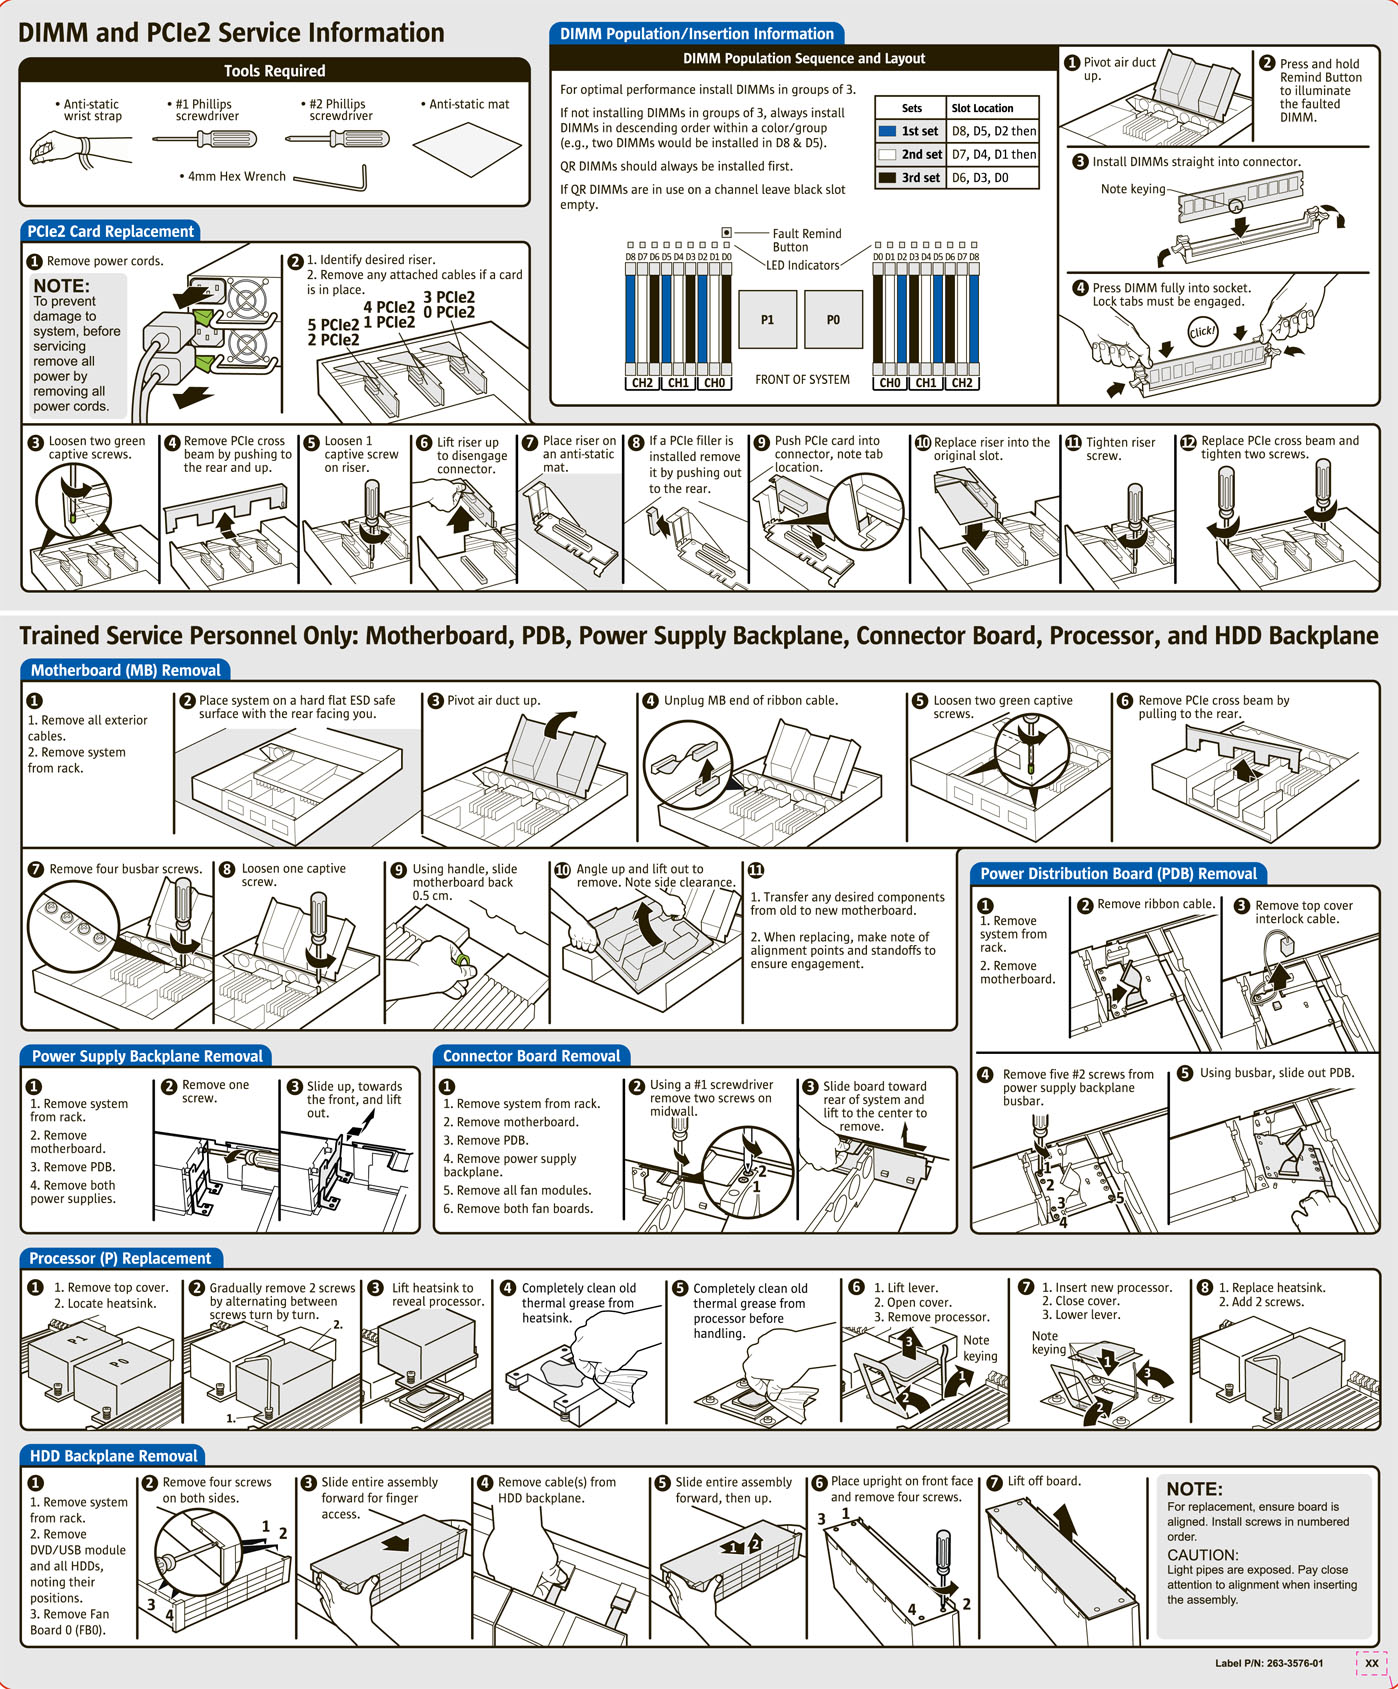 DIMM and PCIe2 Service Information
Tools Required
• Anti-static
wrist strap
• #1 Phillips
screwdriver
• #2 Phillips
screwdriver
• Anti-static mat
• 4mm Hex Wrench
PCIe2 Card Replacement
1 Remove power cords.
NOTE:
To prevent
damage to
system, before
servicing
remove all
power by
removing all
power cords.
2 1. Identify desired riser.
2. Remove any attached cables if a card
is in place.
5 PCIe2
2 PCIe2
4 PCIe2
1 PCIe2
3 PCIe2
0 PCIe2
DIMM Population/Insertion Information
DIMM Population Sequence and Layout
For optimal performance install DIMMs in groups of 3.
If not installing DIMMs in groups of 3, always install
DIMMs in descending order within a color/group
(e.g., two DIMMs would be installed in D8 & D5).
QR DIMMs should always be installed first.
If QR DIMMs are in use on a channel leave black slot
empty.
Sets Slot Location
1st set D8, D5, D2 then
2nd set D7, D4, D1 then
3rd set D6, D3, D0
Fault Remind
Button
LED Indicators
D8 D7 D6 D5 D4 D3 D2 D1 D0
D0 D1 D2 D3 D4 D5 D6 D7 D8
P1
P0
FRONT OF SYSTEM
CH2 CH1 CH0
CH0 CH1 CH2
1 Pivot air duct
up.
2 Press and hold
Remind Button
to illuminate
the faulted
DIMM.
3 Install DIMMs straight into connector.
Note keying
4 Press DIMM fully into socket.
Lock tabs must be engaged.
Click!
3 Loosen two green
captive screws.
4 Remove PCIe cross
beam by pushing to
the rear and up.
5 Loosen 1
captive screw
on riser.
6 Lift riser up
to disengage
connector.
7 Place riser on
an anti-static
mat.
8 If a PCIe filler is
installed remove
it by pushing out
to the rear.
9 Push PCIe card into
connector, note tab
location.
10 Replace riser into the
original slot.
11 Tighten riser
screw.
12 Replace PCIe cross beam and
tighten two screws.
Trained Service Personnel Only: Motherboard, PDB, Power Supply Backplane, Connector Board, Processor, and HDD Backplane
Motherboard (MB) Removal
1
1. Remove all exterior
cables.
2. Remove system
from rack.
2 Place system on a hard flat ESD safe
surface with the rear facing you.
3 Pivot air duct up.
4 Unplug MB end of ribbon cable.
5 Loosen two green captive
screws.
6 Remove PCIe cross beam by
pulling to the rear.
7 Remove four busbar screws.
8 Loosen one captive
screw.
9 Using handle, slide
motherboard back
0.5 cm.
10 Angle up and lift out to
remove. Note side clearance.
11
1. Transfer any desired components
from old to new motherboard.
2. When replacing, make note of
alignment points and standoffs to
ensure engagement.
Power Distribution Board (PDB) Removal
1
1. Remove
system from
rack.
2. Remove
motherboard.
2 Remove ribbon cable.
3 Remove top cover
interlock cable.
4 Remove five #2 screws from
power supply backplane
busbar.
1
2
3
4
5
5 Using busbar, slide out PDB.
Power Supply Backplane Removal
1
1. Remove system
from rack.
2. Remove
motherboard.
3. Remove PDB.
4. Remove both
power supplies.
2 Remove one
screw.
3 Slide up, towards
the front, and lift
out.
Connector Board Removal
1
1. Remove system from rack.
2. Remove motherboard.
3. Remove PDB.
4. Remove power supply
backplane.
5. Remove all fan modules.
6. Remove both fan boards.
2 Using a #1 screwdriver
remove two screws on
midwall.
2
1
3 Slide board toward
rear of system and
lift to the center to
remove.
Processor (P) Replacement
1 1. Remove top cover.
2. Locate heatsink.
P1
P0
2 Gradually remove 2 screws
by alternating between
screws turn by turn.
2.
1.
3 Lift heatsink to
reveal processor.
4 Completely clean old
thermal grease from
heatsink.
5 Completely clean old
thermal grease from
processor before
handling.
6 1. Lift lever.
2. Open cover.
3. Remove processor.
Note
keying
3
1
2
7 1. Insert new processor.
2. Close cover.
3. Lower lever.
Note
keying
1
3
2
8 1. Replace heatsink.
2. Add 2 screws.
HDD Backplane Removal
1
1. Remove system
from rack.
2. Remove
DVD/USB module
and all HDDs,
noting their
positions.
3. Remove Fan
Board 0 (FB0).
2 Remove four screws
on both sides.
1 2
3 4
3 Slide entire assembly
forward for finger
access.
4 Remove cable(s) from
HDD backplane.
5 Slide entire assembly
forward, then up.
1 2
6 Place upright on front face
and remove four screws.
3 1
4 2
7 Lift off board.
NOTE:
For replacement, ensure board is
aligned. Install screws in numbered
order.
CAUTION:
Light pipes are exposed. Pay close
attention to alignment when inserting
the assembly.
Label P/N: 263-3576-01
XX